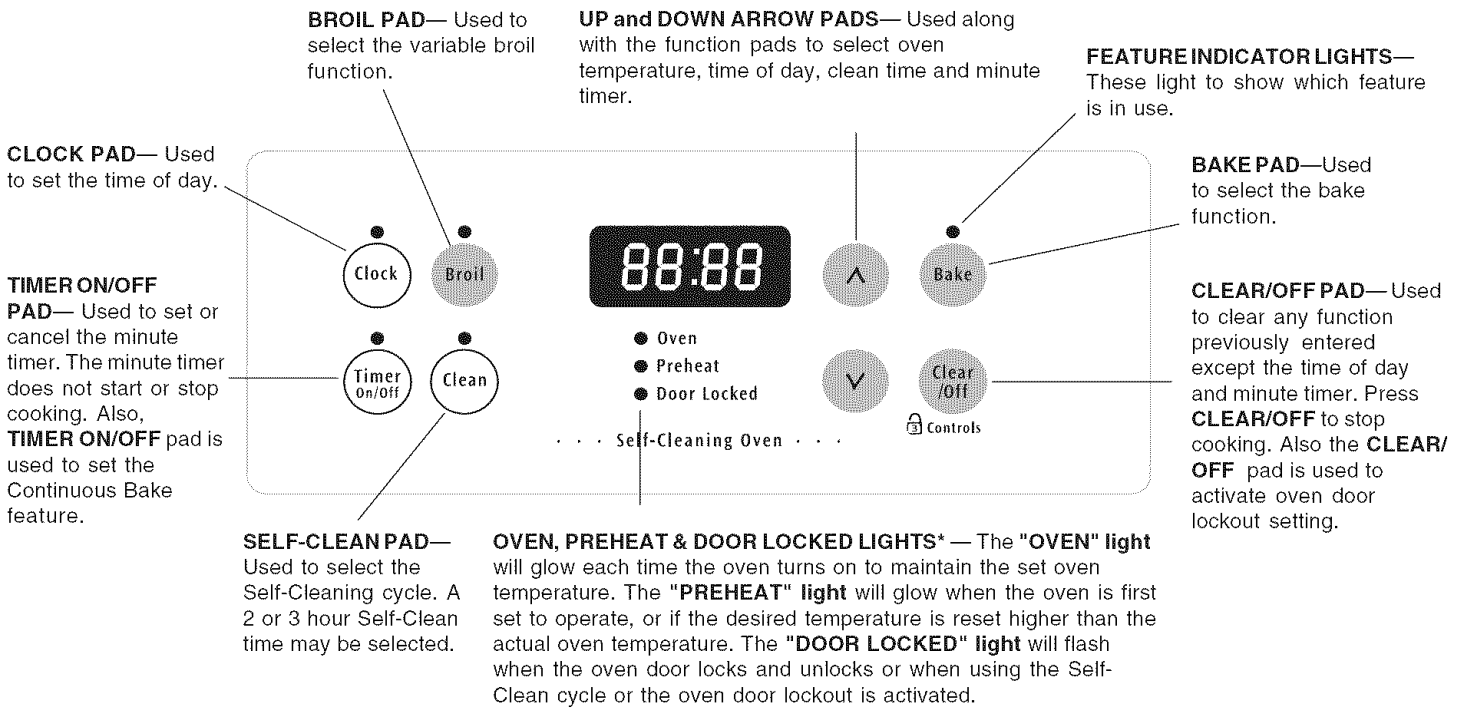 BROIL PAD— Used to
select the variable broil
function.
UP and DOWN ARROW PADS— Used along
with the function pads to select oven
temperature, time of day, clean time and minute
timer.
FEATURE INDICATOR LIGHTS—
These light to show which feature
is in use.
CLOCK PAD— Used
to set the time of day.
BAKE PAD—Used
to select the bake
function.
TIMER ON/OFF
PAD— Used to set or
cancel the minute
timer. The minute timer
does not start or stop
cooking. Also,
TIMER ON/OFF pad is
used to set the
Continuous Bake
feature.
Clock
Broil
88:88
^
Bake
Timer
On/Off
Clean
Oven
Preheat
Door Locked
v
Clear
/Off
3 Controls
· · · Self-Cleaning Oven · · ·
CLEAR/OFF PAD— Used
to clear any function
previously entered
except the time of day
and minute timer. Press
CLEAR/OFF to stop
cooking. Also the CLEAR/
OFF pad is used to
activate oven door
lockout setting.
SELF-CLEAN PAD—
Used to select the
Self-Cleaning cycle. A
2 or 3 hour Self-Clean
time may be selected.
OVEN, PREHEAT & DOOR LOCKED LIGHTS* — The "OVEN" light
will glow each time the oven turns on to maintain the set oven
temperature. The "PREHEAT" light will glow when the oven is first
set to operate, or if the desired temperature is reset higher than the
actual oven temperature. The "DOOR LOCKED" light will flash
when the oven door locks and unlocks or when using the Self-
Clean cycle or the oven door lockout is activated.